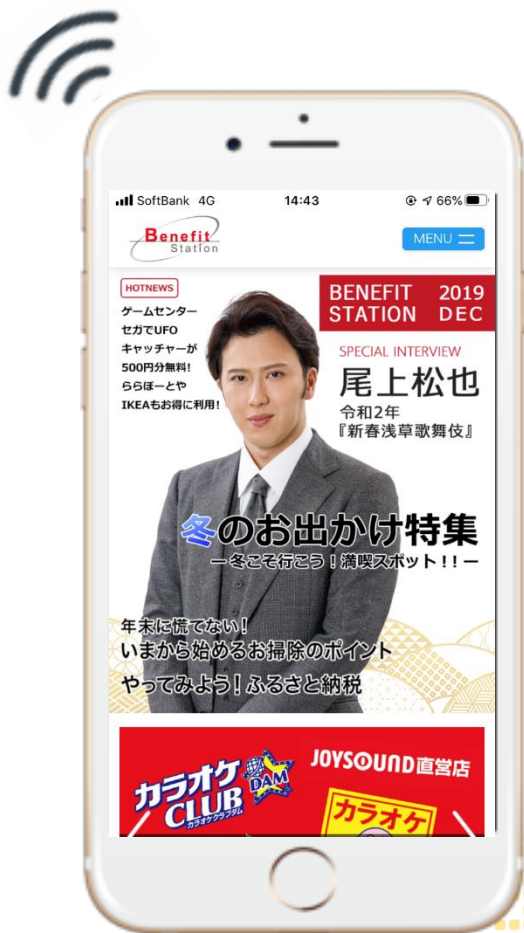 SoftBank 4G 14:43 66%
Benefit
Station
MENU
HOTNEWS
ゲームセンター
セガでUFO
キャッチャーが
500円分無料!
ららぽーとや
IKEAもお得に利用!
BENEFIT 2019
STATION DEC
SPECIAL INTERVIEW
尾上松也
令和2年
『新春浅草歌舞伎』
冬のお出かけ特集
ー冬こそ行こう!満喫スポット!!ー
年末に慌てない!
いまから始めるお掃除のポイント
やってみよう!ふるさと納税
カラオケ
CLUB
DAM
カラオケクラブダム
JOYSOUND直営店
カラオケ